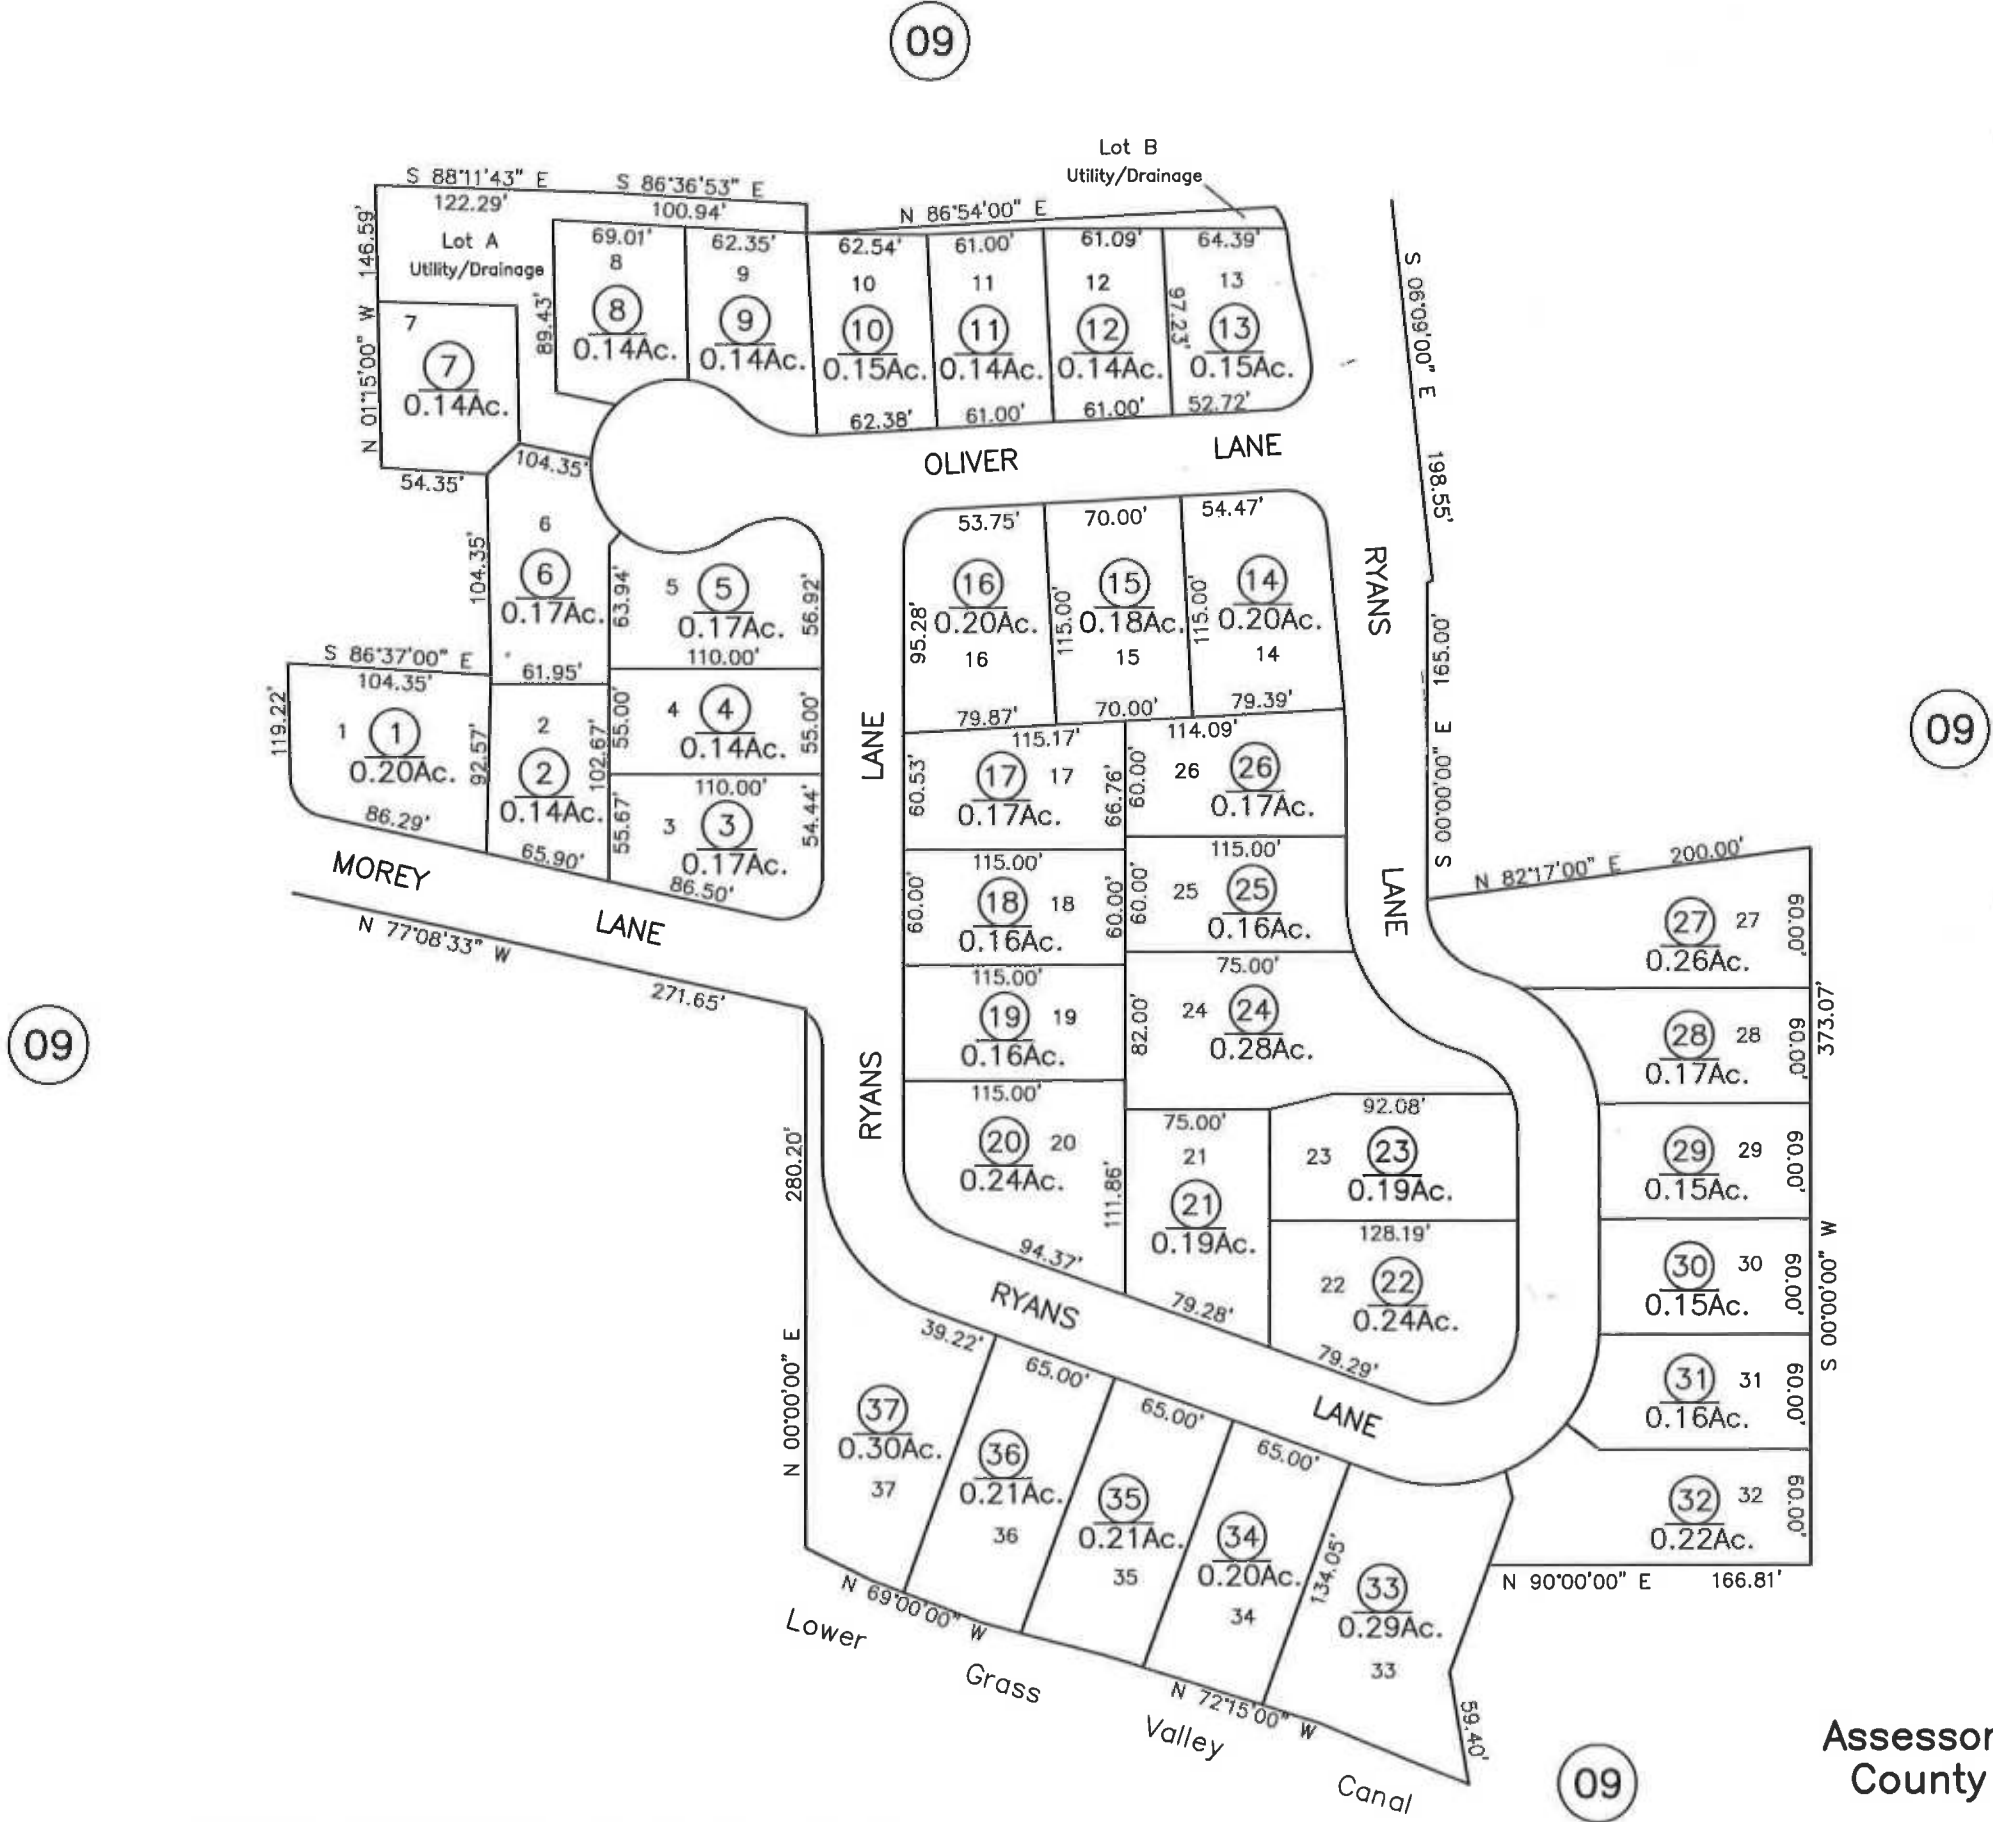 09
Lot B
Utility/Drainage
S 88°11'43" E
122.29'
S 86°36'53" E
100.94'
N 86°54'00" E
N 01°15'00" W 146.59'
Lot A
Utility/Drainage
69.01'
8
8
0.14Ac.
89.43'
62.35'
9
9
0.14Ac.
62.54'
10
10
0.15Ac.
62.38'
61.00'
11
11
0.14Ac.
61.00'
61.09'
12
12
0.14Ac.
61.00'
64.39'
13
97.23'
13
0.15Ac.
52.72'
S 06°09'00" E 198.55'
7
7
0.14Ac.
54.35'
104.35'
OLIVER LANE
6
6
0.17Ac.
104.35'
61.95'
63.94'
5
5
0.17Ac.
56.92'
110.00'
53.75'
16
0.20Ac.
16
95.28'
79.87'
70.00'
115.00'
15
0.18Ac.
15
70.00'
54.47'
115.00'
14
0.20Ac.
14
79.39'
RYANS LANE
S 00°00'00" E 165.00'
S 86°37'00" E
104.35'
119.22'
1
1
0.20Ac.
86.29'
92.57'
2
2
0.14Ac.
102.67'
65.90'
55.00'
4
4
0.14Ac.
55.00'
110.00'
55.67'
3
3
0.17Ac.
54.44'
86.50'
MOREY LANE
N 77°08'33" W
271.65'
RYANS LANE
115.17'
60.53'
17
17
0.17Ac.
66.76'
114.09'
60.00'
26
26
0.17Ac.
115.00'
60.00'
18
18
0.16Ac.
60.00'
115.00'
60.00'
25
25
0.16Ac.
115.00'
19
19
0.16Ac.
75.00'
82.00'
24
24
0.28Ac.
115.00'
20
20
0.24Ac.
111.86'
94.37'
75.00'
21
21
0.19Ac.
79.28'
92.08'
23
23
0.19Ac.
128.19'
22
22
0.24Ac.
79.29'
N 82°17'00" E 200.00'
27
27
0.26Ac.
60.00'
28
28
0.17Ac.
60.00'
29
29
0.15Ac.
60.00'
30
30
0.15Ac.
60.00'
31
31
0.16Ac.
60.00'
32
32
0.22Ac.
60.00'
S 00°00'00" W 373.07'
N 90°00'00" E 166.81'
09
09
RYANS LANE
N 00°00'00" E 280.20'
39.22'
37
0.30Ac.
37
65.00'
36
0.21Ac.
36
65.00'
35
0.21Ac.
35
65.00'
34
0.20Ac.
34
134.05'
33
0.29Ac.
33
59.40'
N 69°00'00" W
N 72°15'00" W
Lower Grass Valley Canal
09
Assessor
County